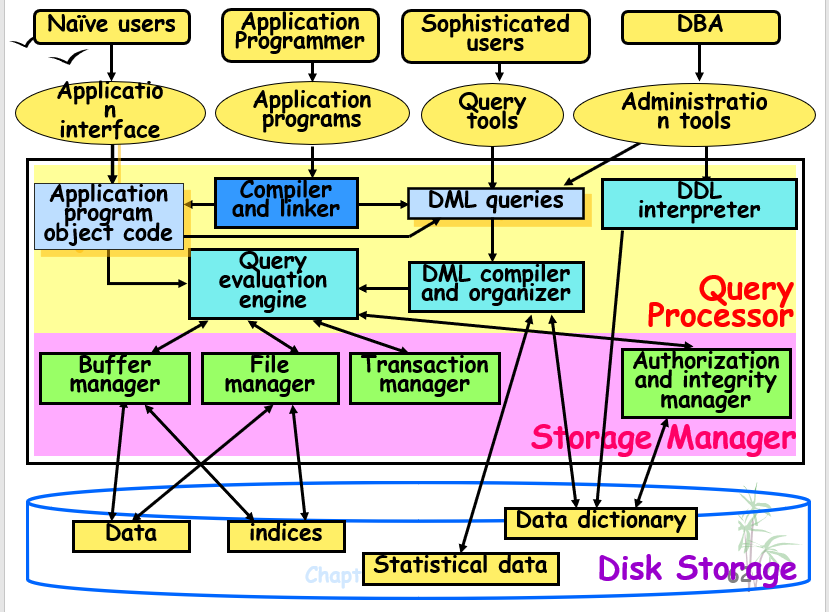 Naïve users
Application
Programmer
Sophisticated
users
DBA
Applicatio
n
interface
Application
programs
Query
tools
Administratio
n tools
Application
program
object code
Compiler
and linker
DML queries
DDL
interpreter
Query
evaluation
engine
DML compiler
and organizer
Query
Processor
Buffer
manager
File
manager
Transaction
manager
Authorization
and integrity
manager
Storage Manager
Data
indices
Data dictionary
Statistical data
Disk Storage
Chapt